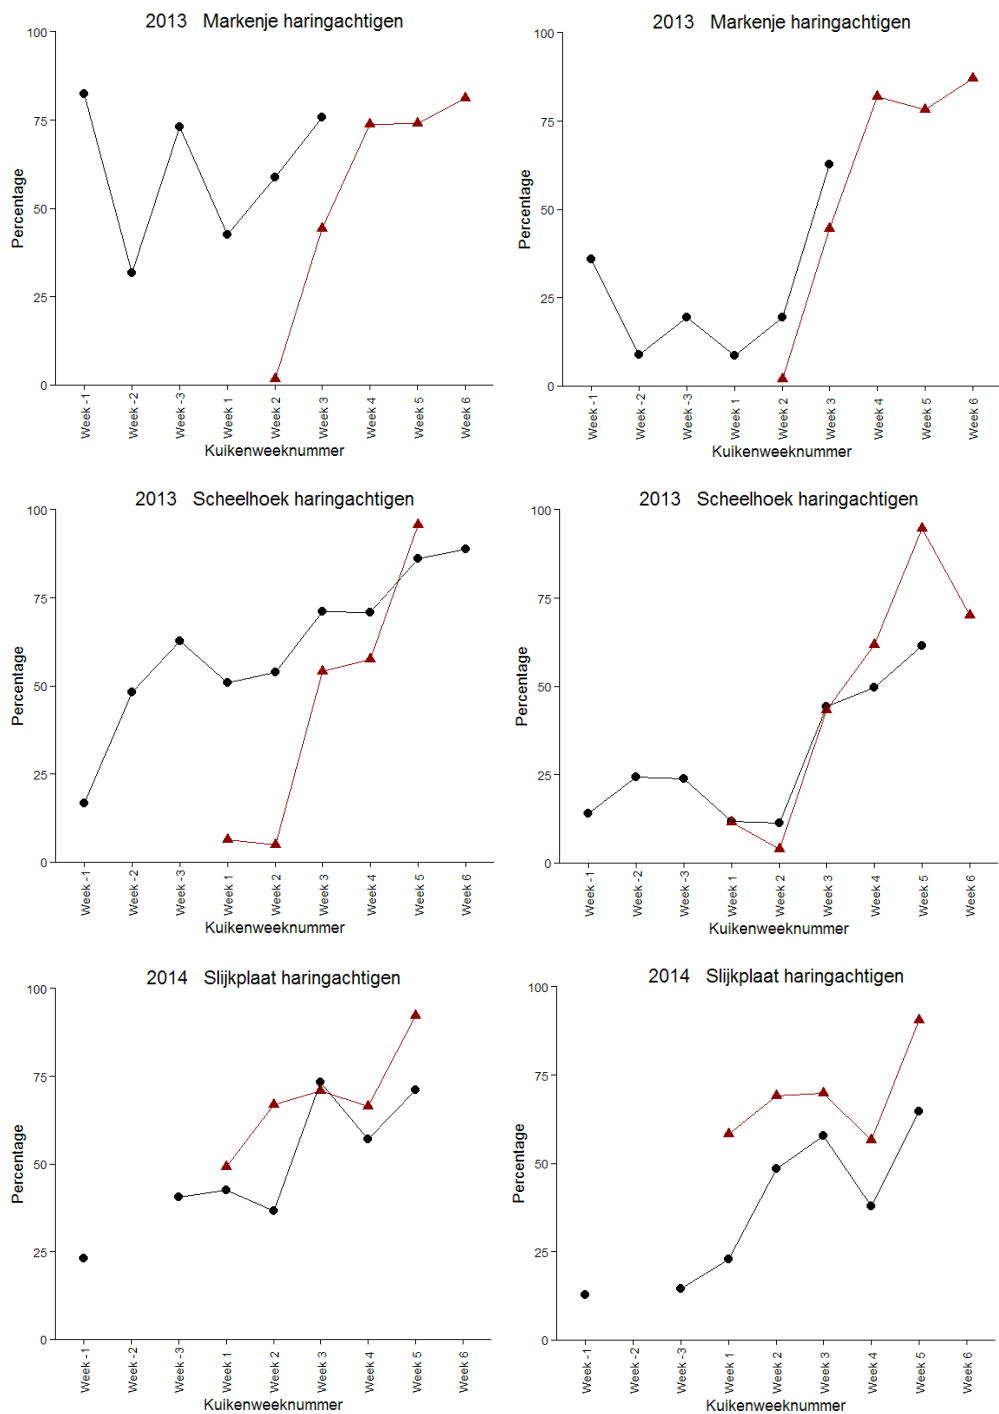 2013 Markenje haringachtigen
100
75
50
25
0
Percentage
Week -1
Week -2
Week -3
Week 1
Week 2
Week 3
Week 4
Week 5
Week 6
Kuikenweeknummer
2013 Markenje haringachtigen
100
75
50
25
0
Percentage
Week -1
Week -2
Week -3
Week 1
Week 2
Week 3
Week 4
Week 5
Week 6
Kuikenweeknummer
2013 Scheelhoek haringachtigen
100
75
50
25
0
Percentage
Week -1
Week -2
Week -3
Week 1
Week 2
Week 3
Week 4
Week 5
Week 6
Kuikenweeknummer
2013 Scheelhoek haringachtigen
100
75
50
25
0
Percentage
Week -1
Week -2
Week -3
Week 1
Week 2
Week 3
Week 4
Week 5
Week 6
Kuikenweeknummer
2014 Slijkplaat haringachtigen
100
75
50
25
0
Percentage
Week -1
Week -2
Week -3
Week 1
Week 2
Week 3
Week 4
Week 5
Week 6
Kuikenweeknummer
2014 Slijkplaat haringachtigen
100
75
50
25
0
Percentage
Week -1
Week -2
Week -3
Week 1
Week 2
Week 3
Week 4
Week 5
Week 6
Kuikenweeknummer